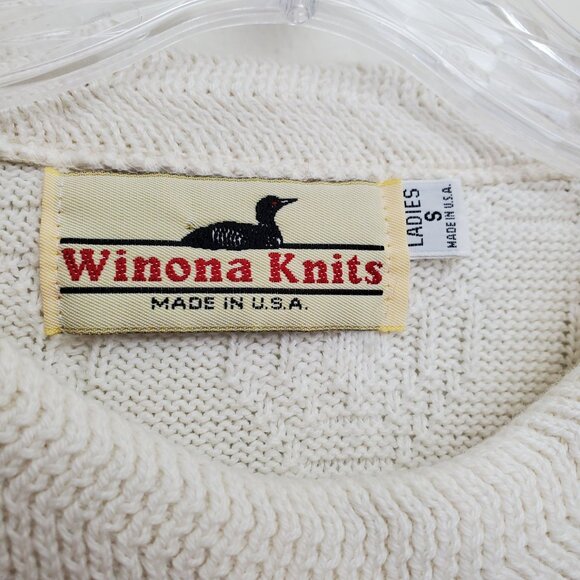 Winona Knits
MADE IN U.S.A.
LADIES
S
MADE IN U.S.A.